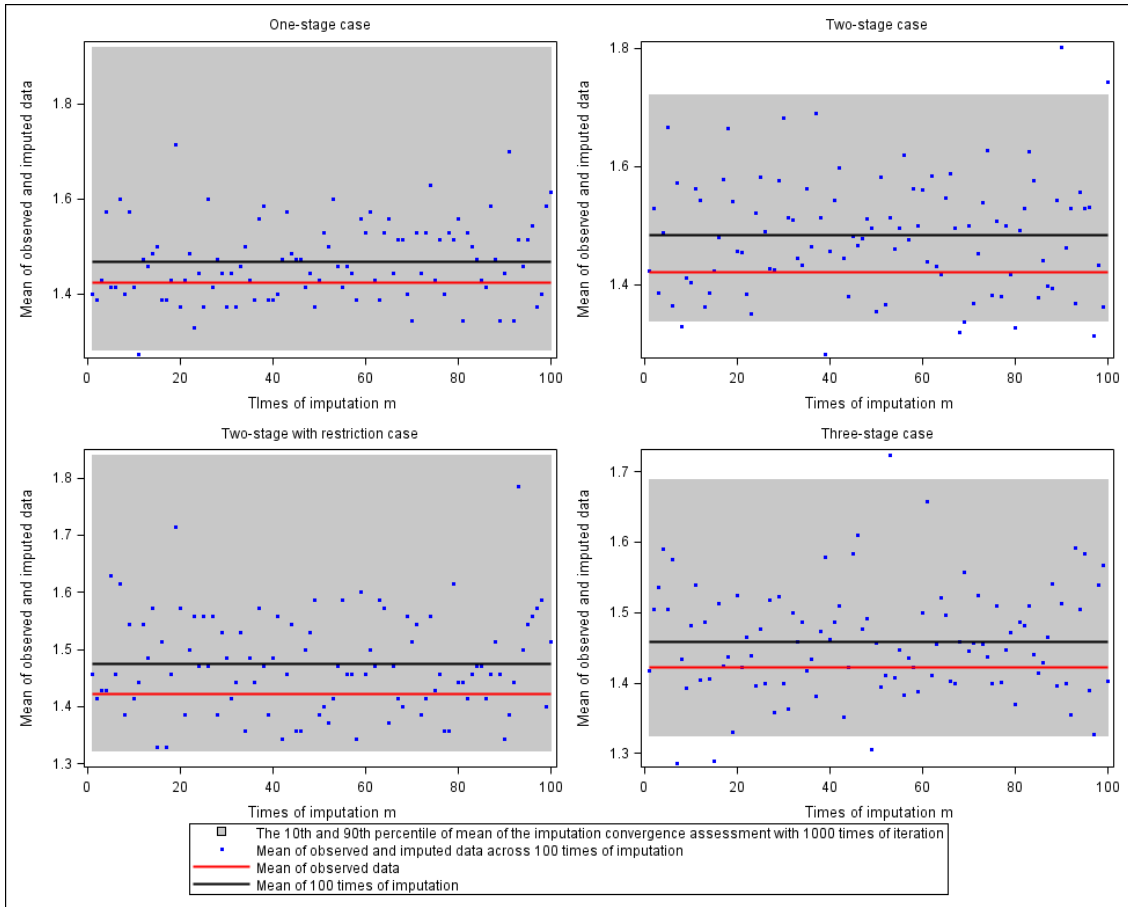 One-stage case
Mean of observed and imputed data
1.8
1.6
1.4
0 20 40 60 80 100
TImes of imputation m
Two-stage case
Mean of observed and imputed data
1.8
1.6
1.4
0 20 40 60 80 100
Times of imputation m
Two-stage with restriction case
Mean of observed and imputed data
1.8
1.7
1.6
1.5
1.4
1.3
0 20 40 60 80 100
Times of imputation m
Three-stage case
Mean of observed and imputed data
1.7
1.6
1.5
1.4
1.3
0 20 40 60 80 100
Times of imputation m
The 10th and 90th percentile of mean of the imputation convergence assessment with 1000 times of iteration
Mean of observed and imputed data across 100 times of imputation
Mean of observed data
Mean of 100 times of imputation